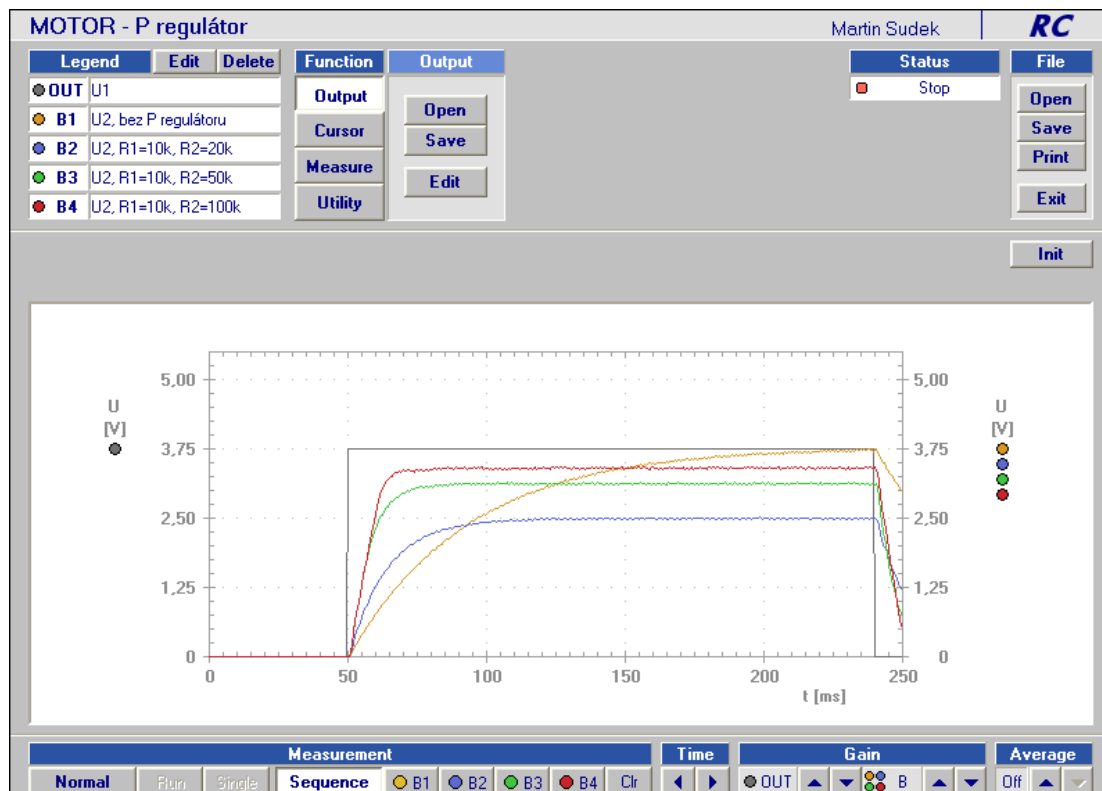 MOTOR - P regulátor Martin Sudek RC
Legend Edit Delete Function Output Status File
OUT U1 Output Stop
Open Open
B1 U2, bez P regulátoru Cursor Save Save
B2 U2, R1=10k, R2=20k Measure Print
B3 U2, R1=10k, R2=50k Edit
B4 U2, R1=10k, R2=100k Utility Exit
Init
5,00 5,00
U U
[V] [V]
3,75 3,75
2,50 2,50
1,25 1,25
0 0
0 50 100 150 200 250
t [ms]
Measurement Time Gain Average
Normal Run Single Sequence B1 B2 B3 B4 Clr OUT B Off